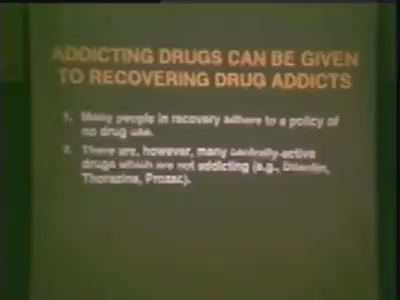 ADDICTING DRUGS CAN BE GIVEN
TO RECOVERING DRUG ADDICTS
1. Many people in recovery adhere to a policy of
no drug use.
2. There are, however, many centrally-active
drugs which are not addicting (e.g., Dilantin,
Thorazine, Prozac).